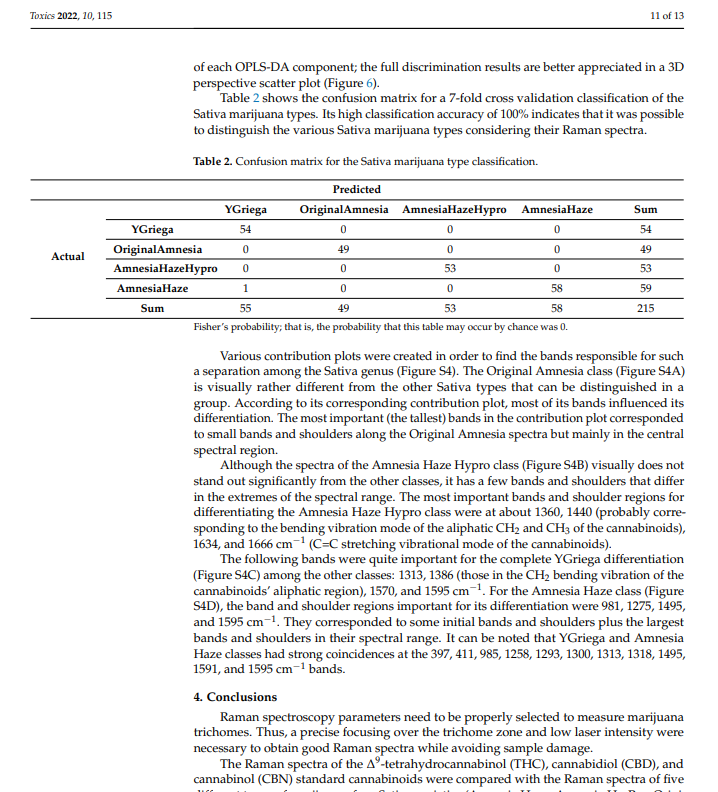 Toxics 2022, 10, 115 11 of 13
of each OPLS-DA component; the full discrimination results are better appreciated in a 3D
perspective scatter plot (Figure 6).
Table 2 shows the confusion matrix for a 7-fold cross validation classification of the
Sativa marijuana types. Its high classification accuracy of 100% indicates that it was possible
to distinguish the various Sativa marijuana types considering their Raman spectra.
Table 2. Confusion matrix for the Sativa marijuana type classification.
Predicted
YGriega OriginalAmnesia AmnesiaHazeHypro AmnesiaHaze Sum
YGriega 54 0 0 0 54
Actual
OriginalAmnesia 0 49 0 0 49
AmnesiaHazeHypro 0 0 53 0 53
AmnesiaHaze 1 0 0 58 59
Sum 55 49 53 58 215
Fisher's probability; that is, the probability that this table may occur by chance was 0.
Various contribution plots were created in order to find the bands responsible for such
a separation among the Sativa genus (Figure S4). The Original Amnesia class (Figure S4A)
is visually rather different from the other Sativa types that can be distinguished in a
group. According to its corresponding contribution plot, most of its bands influenced its
differentiation. The most important (the tallest) bands in the contribution plot corresponded
to small bands and shoulders along the Original Amnesia spectra but mainly in the central
spectral region.
Although the spectra of the Amnesia Haze Hypro class (Figure S4B) visually does not
stand out significantly from the other classes, it has a few bands and shoulders that differ
in the extremes of the spectral range. The most important bands and shoulder regions for
differentiating the Amnesia Haze Hypro class were at about 1360, 1440 (probably corre-
sponding to the bending vibration mode of the aliphatic CH₂ and CH₃ of the cannabinoids),
1634, and 1666 cm⁻¹ (C=C stretching vibrational mode of the cannabinoids).
The following bands were quite important for the complete YGriega differentiation
(Figure S4C) among the other classes: 1313, 1386 (those in the CH₂ bending vibration of the
cannabinoids' aliphatic region), 1570, and 1595 cm⁻¹. For the Amnesia Haze class (Figure
S4D), the band and shoulder regions important for its differentiation were 981, 1275, 1495,
and 1595 cm⁻¹. They corresponded to some initial bands and shoulders plus the largest
bands and shoulders in their spectral range. It can be noted that YGriega and Amnesia
Haze classes had strong coincidences at the 397, 411, 985, 1258, 1293, 1300, 1313, 1318, 1495,
1591, and 1595 cm⁻¹ bands.
4. Conclusions
Raman spectroscopy parameters need to be properly selected to measure marijuana
trichomes. Thus, a precise focusing over the trichome zone and low laser intensity were
necessary to obtain good Raman spectra while avoiding sample damage.
The Raman spectra of the Δ⁹-tetrahydrocannabinol (THC), cannabidiol (CBD), and
cannabinol (CBN) standard cannabinoids were compared with the Raman spectra of five